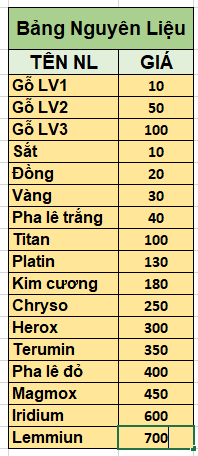 Bảng Nguyên Liệu
TÊN NL GIÁ
Gỗ LV1 10
Gỗ LV2 50
Gỗ LV3 100
Sắt 10
Đồng 20
Vàng 30
Pha lê trắng 40
Titan 100
Platin 130
Kim cương 180
Chryso 250
Herox 300
Terumin 350
Pha lê đỏ 400
Magmox 450
Iridium 600
Lemmiun 700